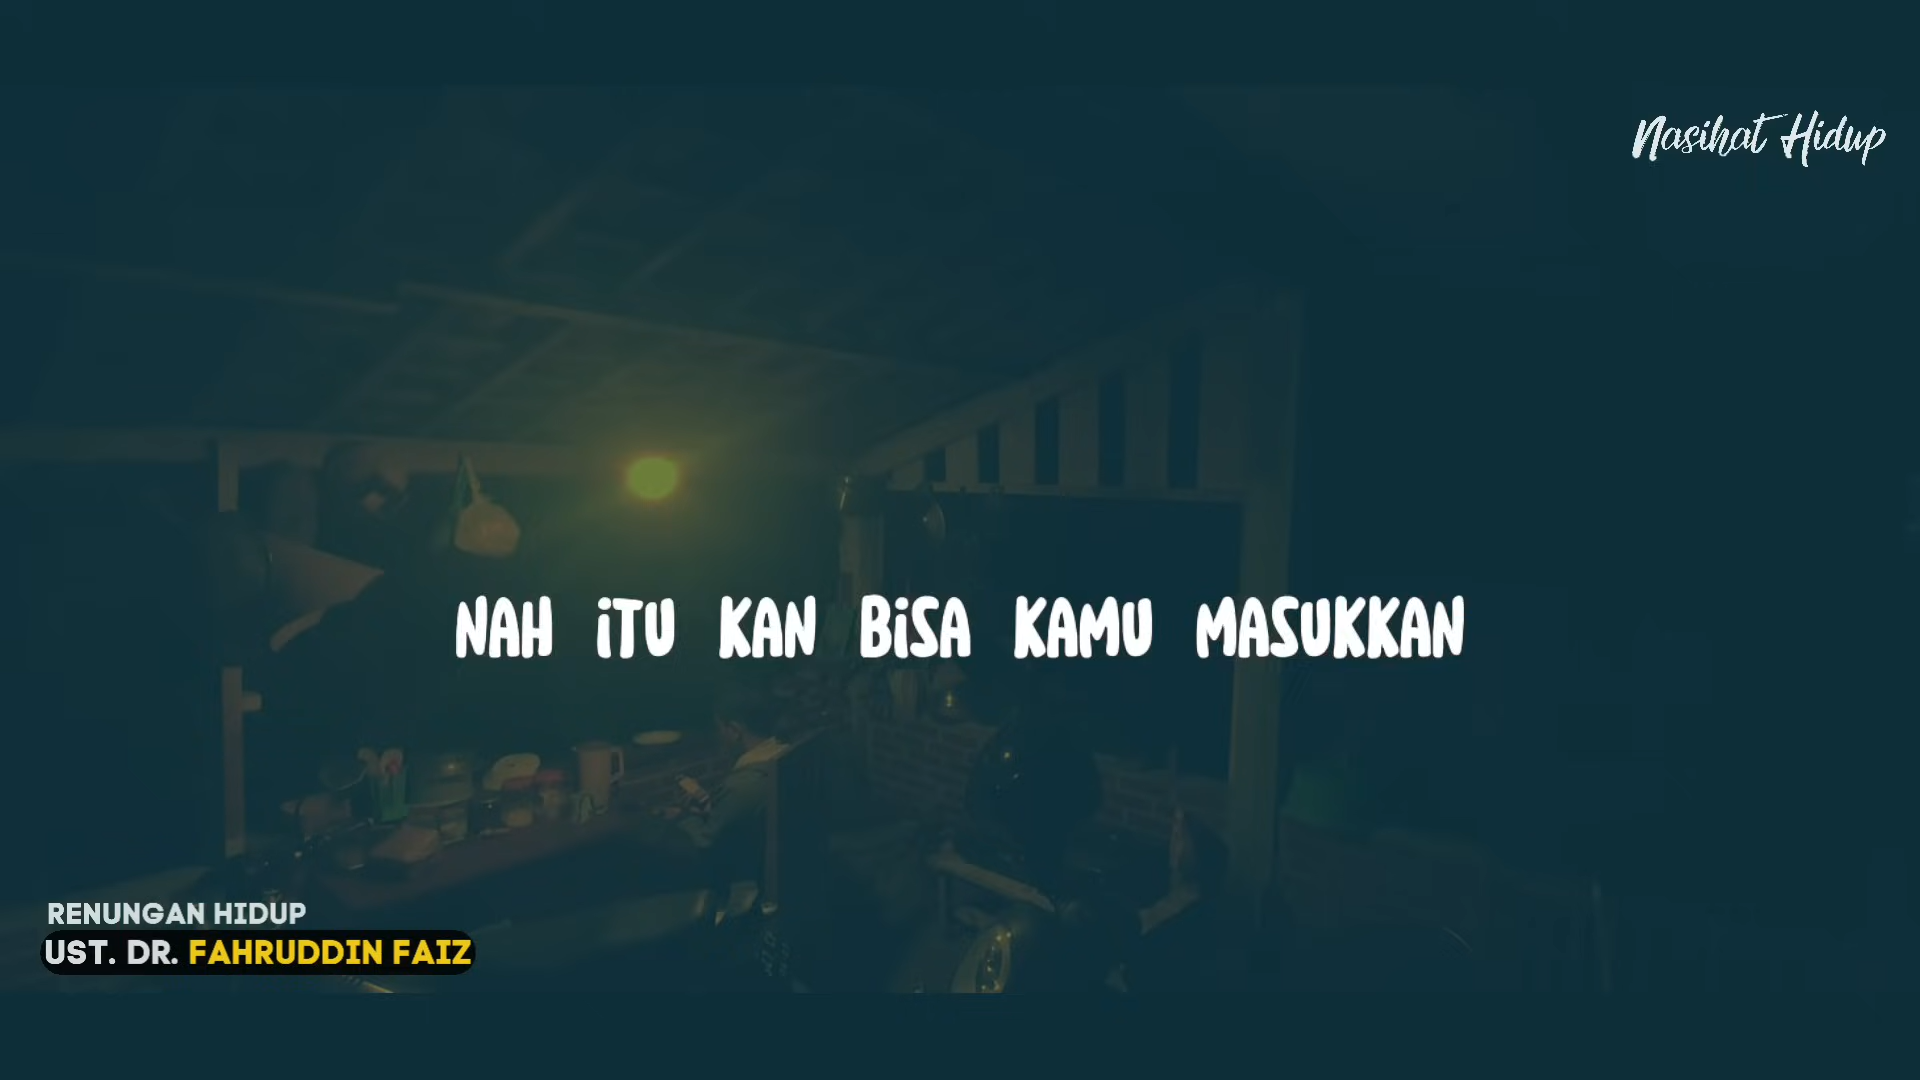 Nasihat Hidup
NAH iTU KAN BiSA KAMU MASUKKAN
RENUNGAN HIDUP
UST. DR. FAHRUDDIN FAIZ